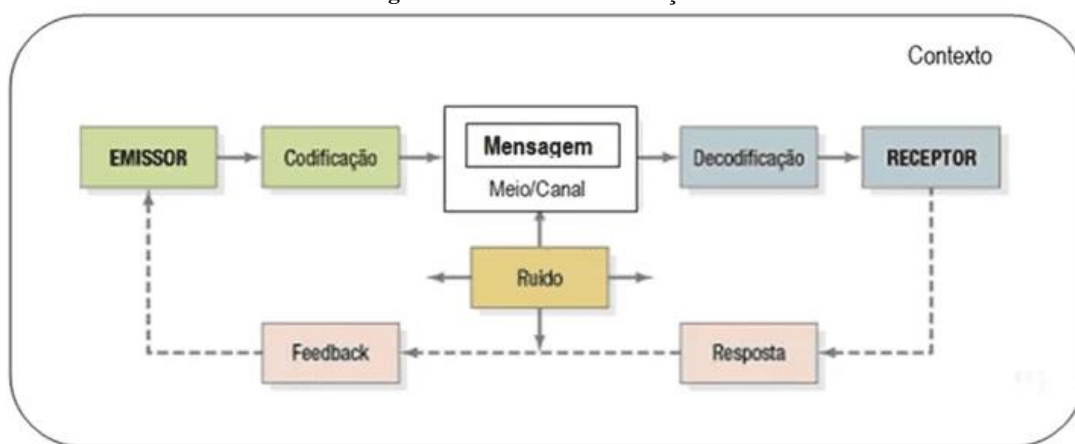 Contexto
EMISSOR
Codificação
Mensagem
Meio/Canal
Decodificação
RECEPTOR
Ruído
Feedback
Resposta